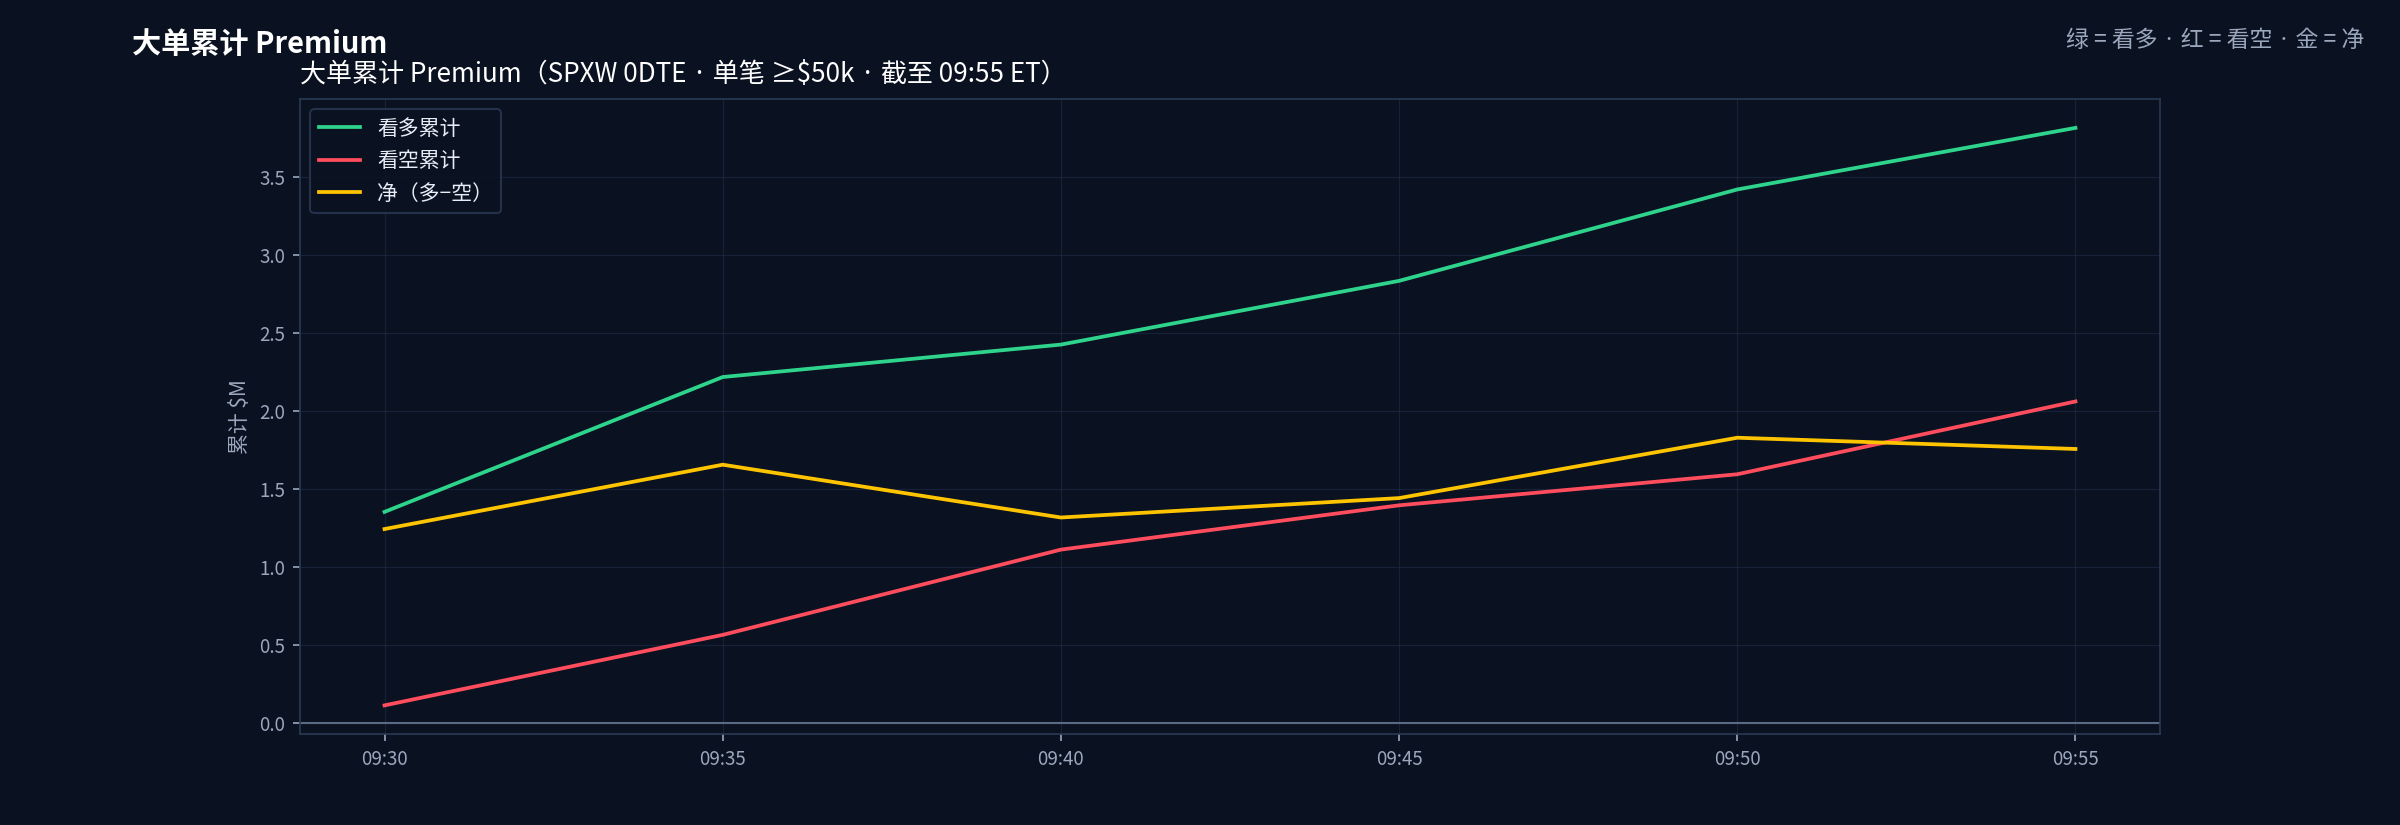 大单累计 Premium
绿 = 看多 · 红 = 看空 · 金 = 净
大单累计 Premium（SPXW 0DTE · 单笔 ≥$50k · 截至 09:55 ET）
看多累计
看空累计
净（多−空）
累计 $M
3.5
3.0
2.5
2.0
1.5
1.0
0.5
0.0
09:30
09:35
09:40
09:45
09:50
09:55